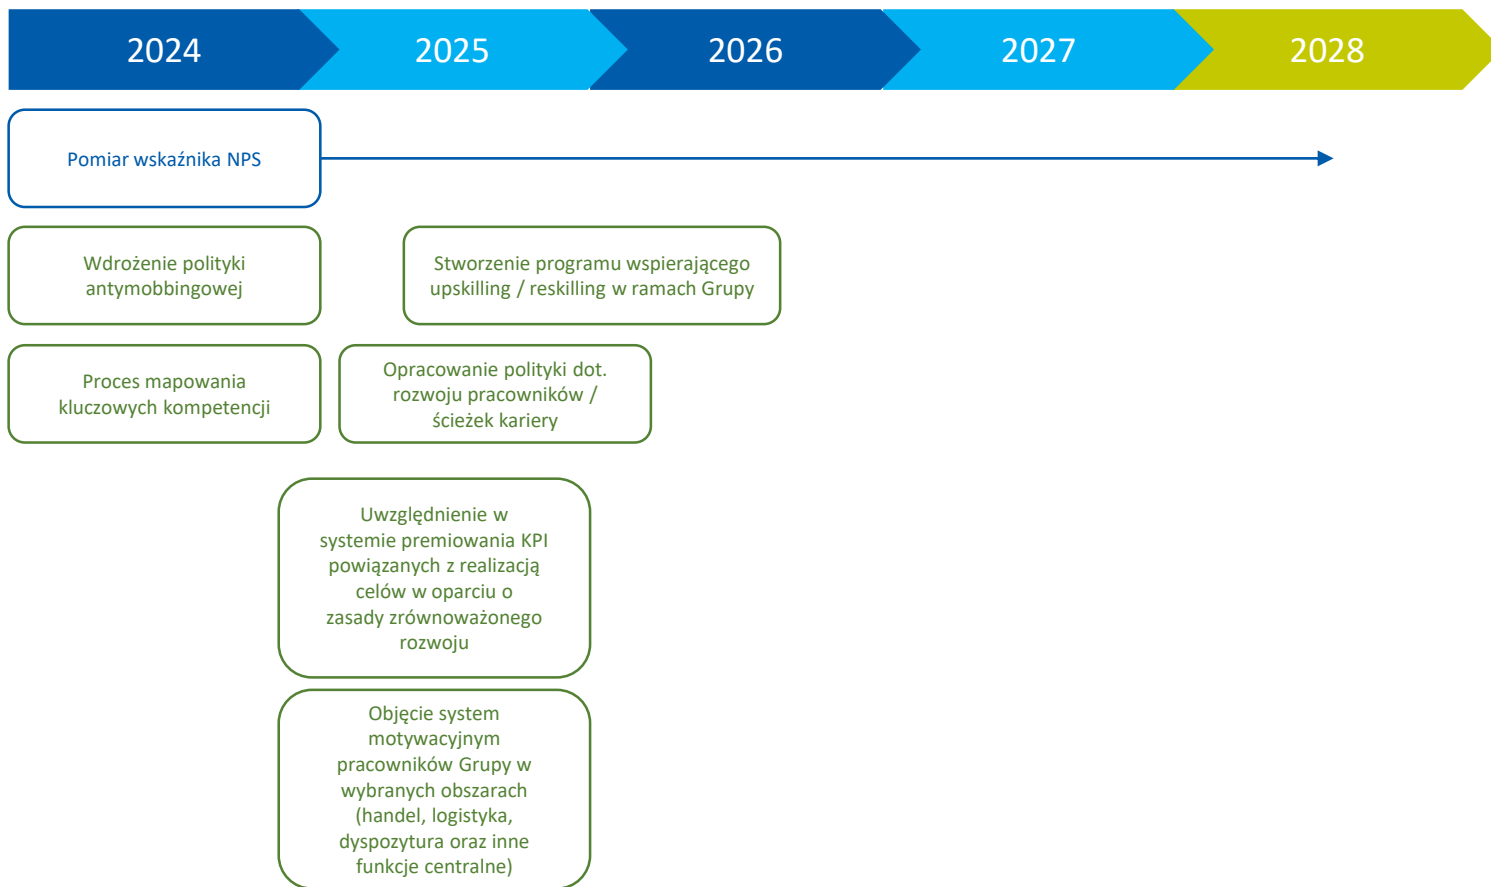 2024
2025
2026
2027
2028
Pomiar wskaźnika NPS
Wdrożenie polityki
antymobbingowej
Stworzenie programu wspierającego
upskilling / reskilling w ramach Grupy
Proces mapowania
kluczowych kompetencji
Opracowanie polityki dot.
rozwoju pracowników /
ścieżek kariery
Uwzględnienie w
systemie premiowania KPI
powiązanych z realizacją
celów w oparciu o
zasady zrównoważonego
rozwoju
Objęcie system
motywacyjnym
pracowników Grupy w
wybranych obszarach
(handel, logistyka,
dyspozytura oraz inne
funkcje centralne)